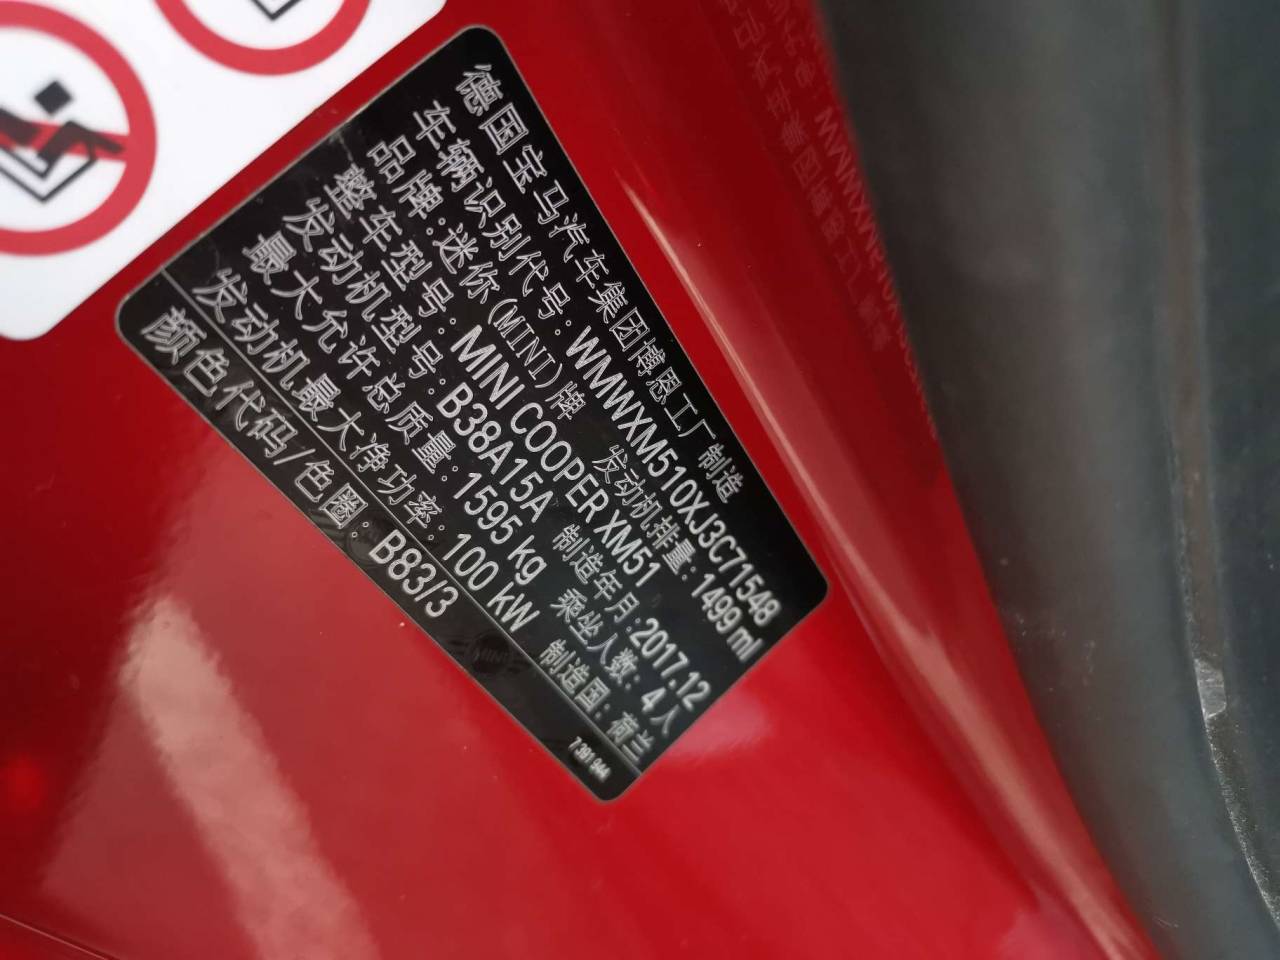 德国宝马汽车集团博恩工厂制造
车辆识别代号: WMWXM510XJ3C71548
品牌:迷你(MINI)牌 发动机排量: 1499 ml
整车型号: MINI COOPER XM51
发动机型号: B38A15A 制造年月: 2017.12
最大允许总质量: 1595 kg 乘坐人数: 4人
发动机最大净功率: 100 kW 制造国: 荷兰
颜色代码/色圈: B83/3
7 391 944